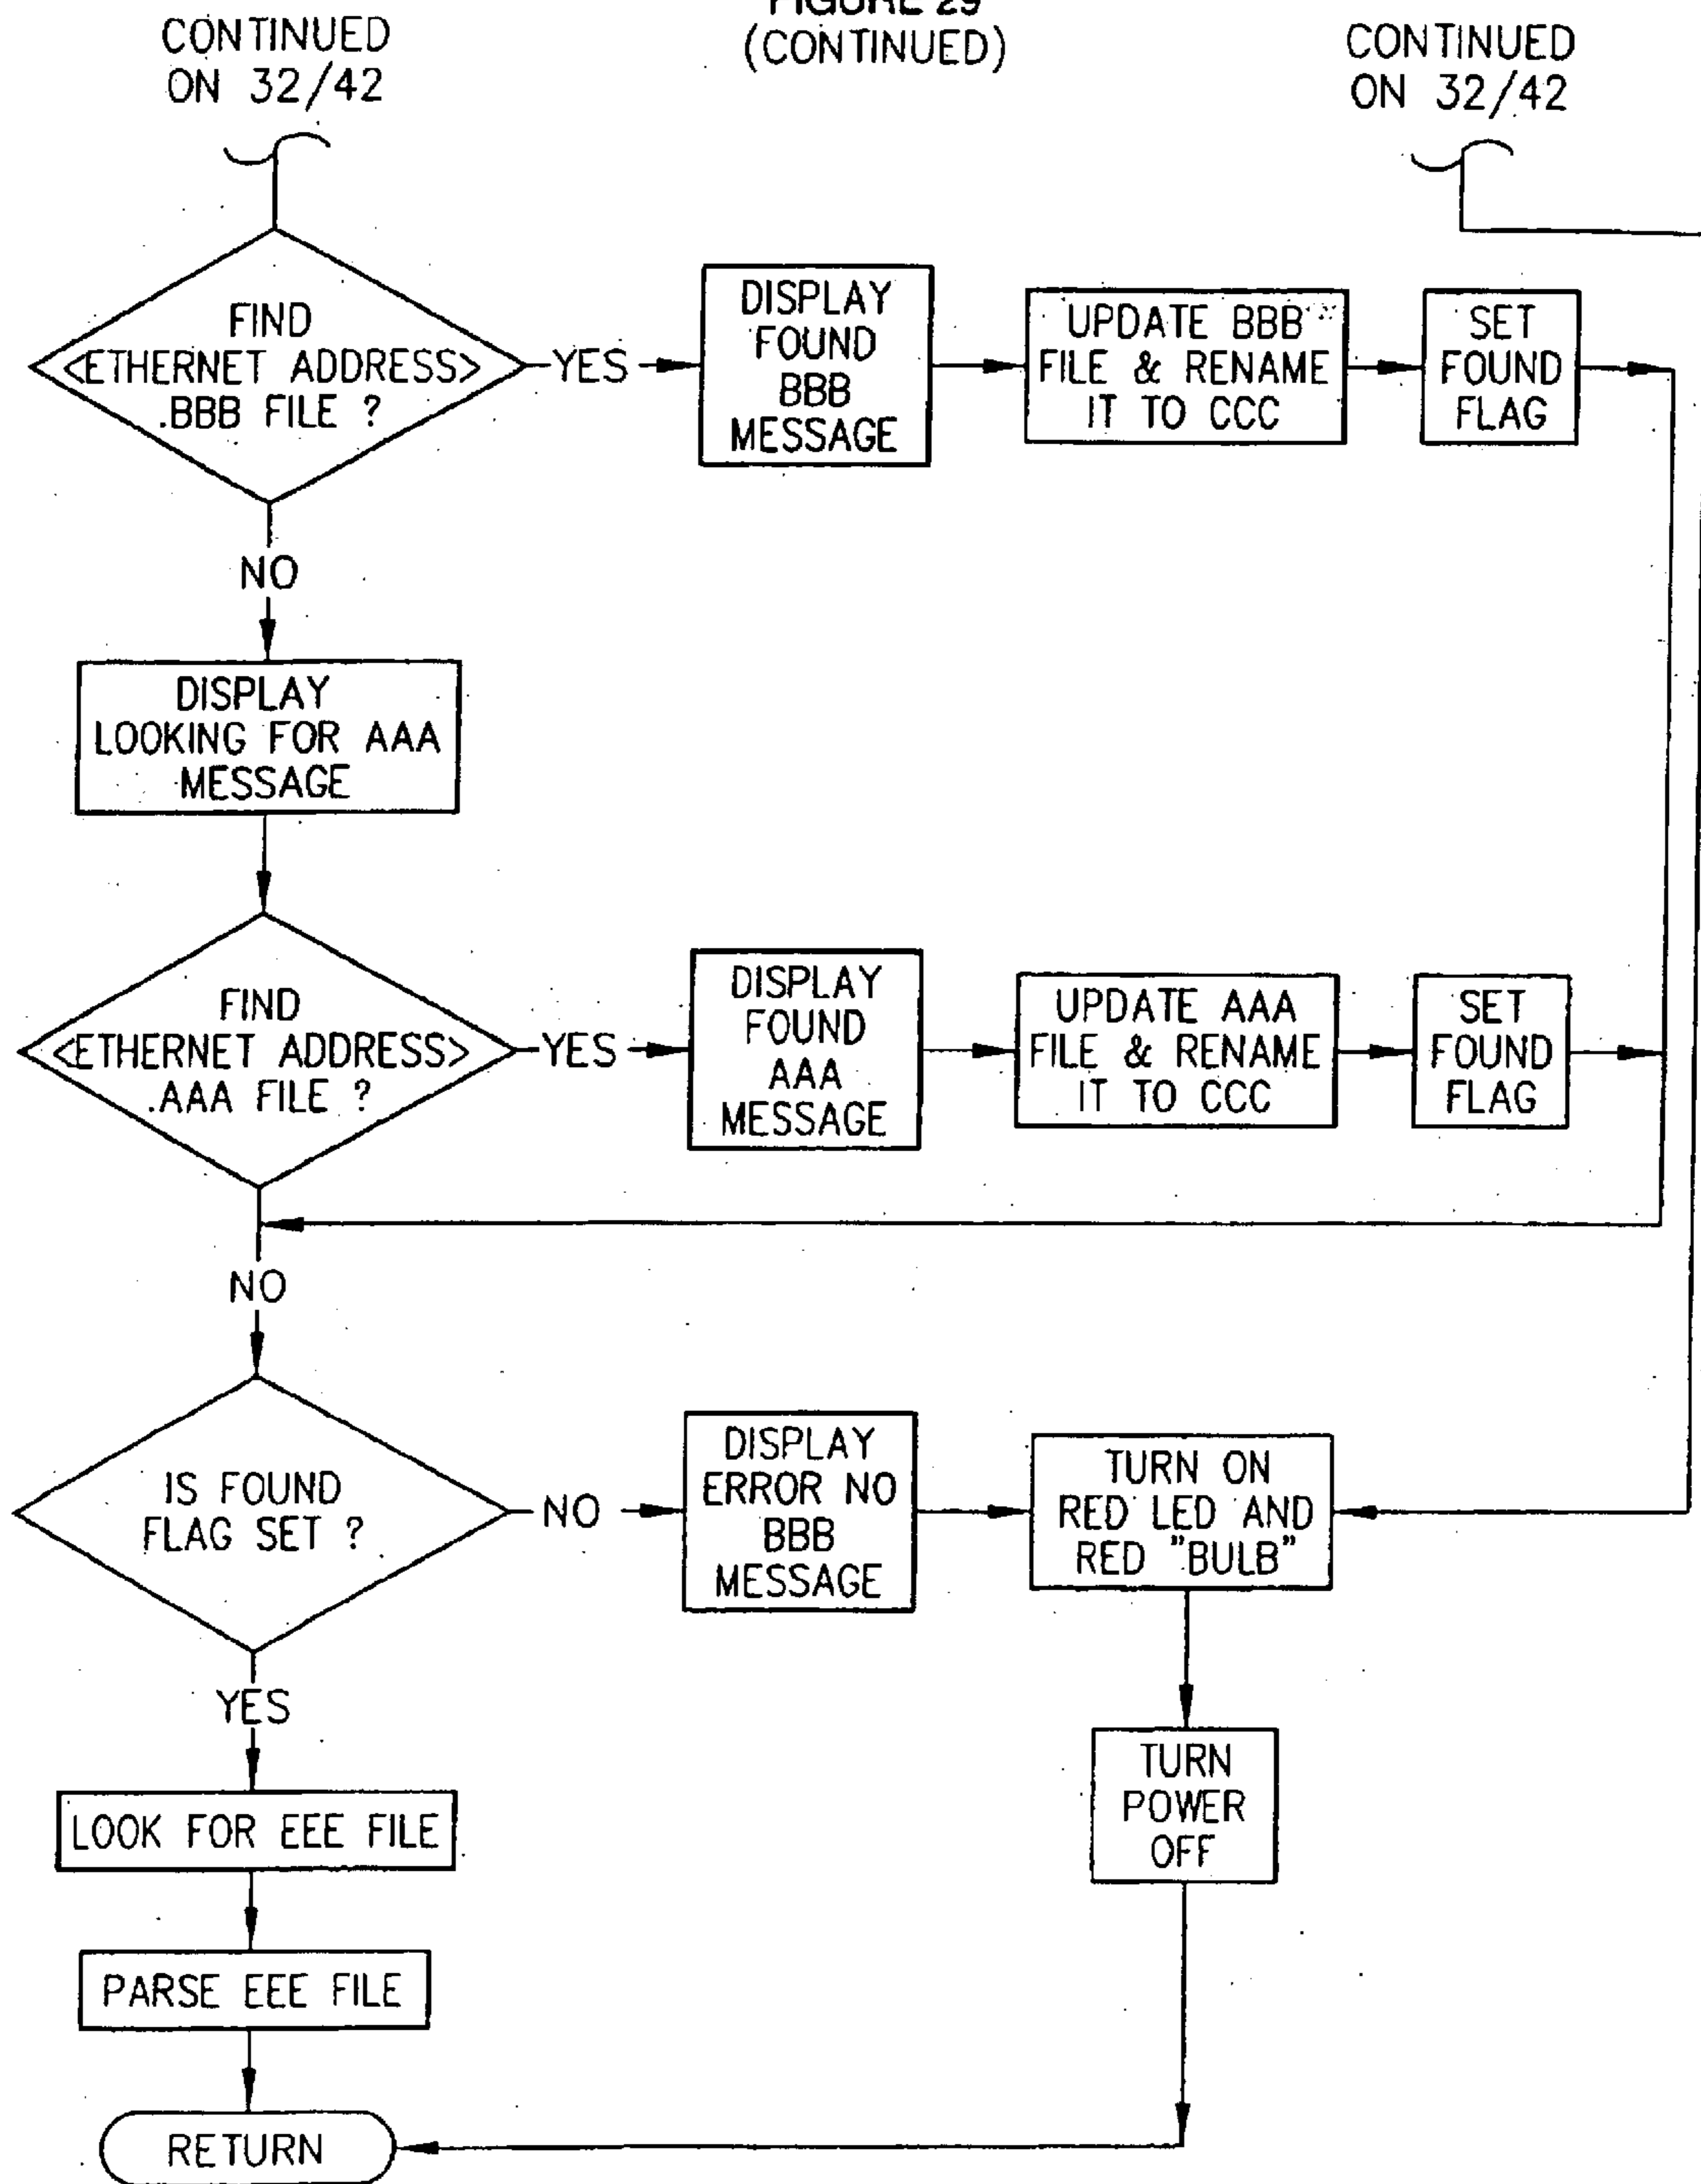 FIGURE 29
(CONTINUED)
CONTINUED
ON 32/42
CONTINUED
ON 32/42
FIND
<ETHERNET ADDRESS>
.BBB FILE ?
YES
DISPLAY
FOUND
BBB
MESSAGE
UPDATE BBB
FILE & RENAME
IT TO CCC
SET
FOUND
FLAG
NO
DISPLAY
LOOKING FOR AAA
MESSAGE
FIND
<ETHERNET ADDRESS>
.AAA FILE ?
YES
DISPLAY
FOUND
AAA
MESSAGE
UPDATE AAA
FILE & RENAME
IT TO CCC
SET
FOUND
FLAG
NO
IS FOUND
FLAG SET ?
NO
DISPLAY
ERROR NO
BBB
MESSAGE
TURN ON
RED LED AND
RED "BULB"
YES
TURN
POWER
OFF
LOOK FOR EEE FILE
PARSE EEE FILE
RETURN